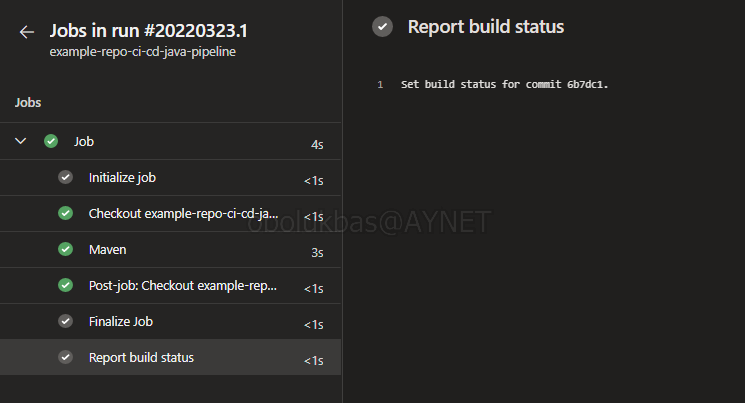 Jobs in run #20220323.1
example-repo-ci-cd-java-pipeline
Jobs
Job 4s
Initialize job <1s
Checkout example-repo-ci-cd-ja... <1s
Maven 3s
Post-job: Checkout example-rep... <1s
Finalize Job <1s
Report build status <1s
Report build status
1 Set build status for commit 6b7dc1.
obolukbas@AYNET